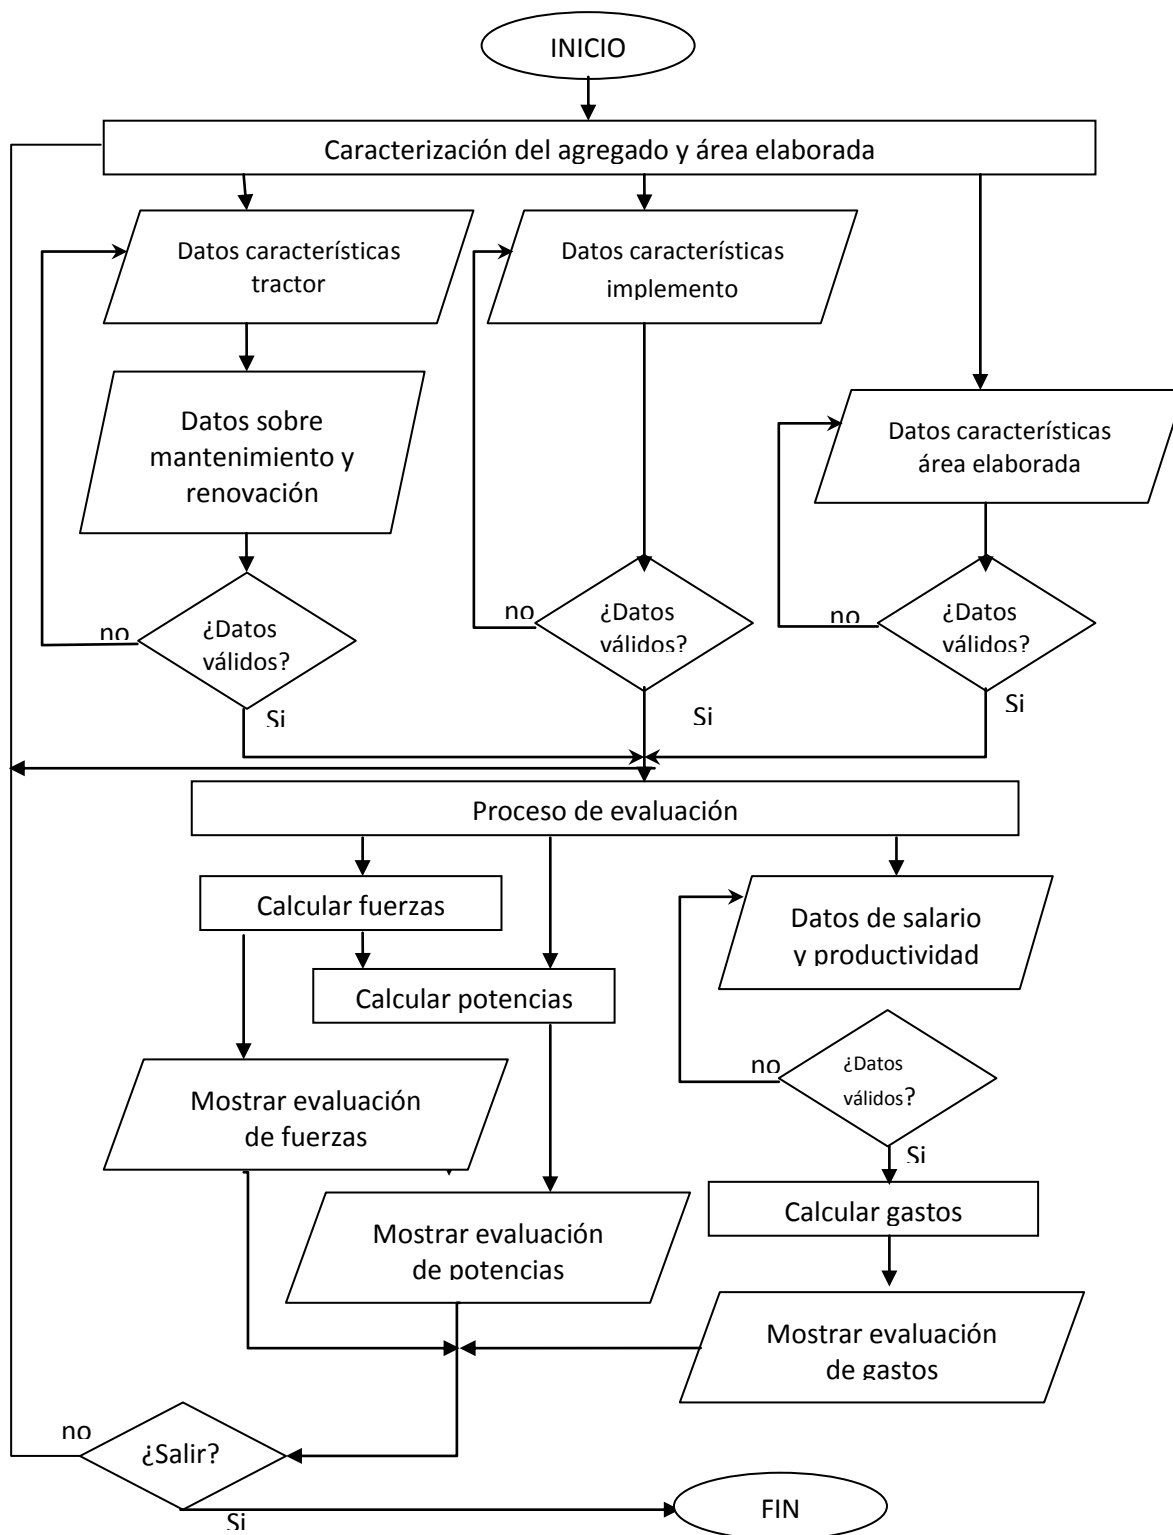 INICIO
Caracterización del agregado y área elaborada
Datos características
tractor
Datos características
implemento
Datos sobre
mantenimiento y
renovación
Datos características
área elaborada
no
¿Datos
válidos?
Si
no
¿Datos
válidos?
Si
no
¿Datos
válidos?
Si
Proceso de evaluación
Calcular fuerzas
Datos de salario
y productividad
Calcular potencias
no
¿Datos
válidos?
Si
Mostrar evaluación
de fuerzas
Calcular gastos
Mostrar evaluación
de potencias
Mostrar evaluación
de gastos
no
¿Salir?
Si
FIN